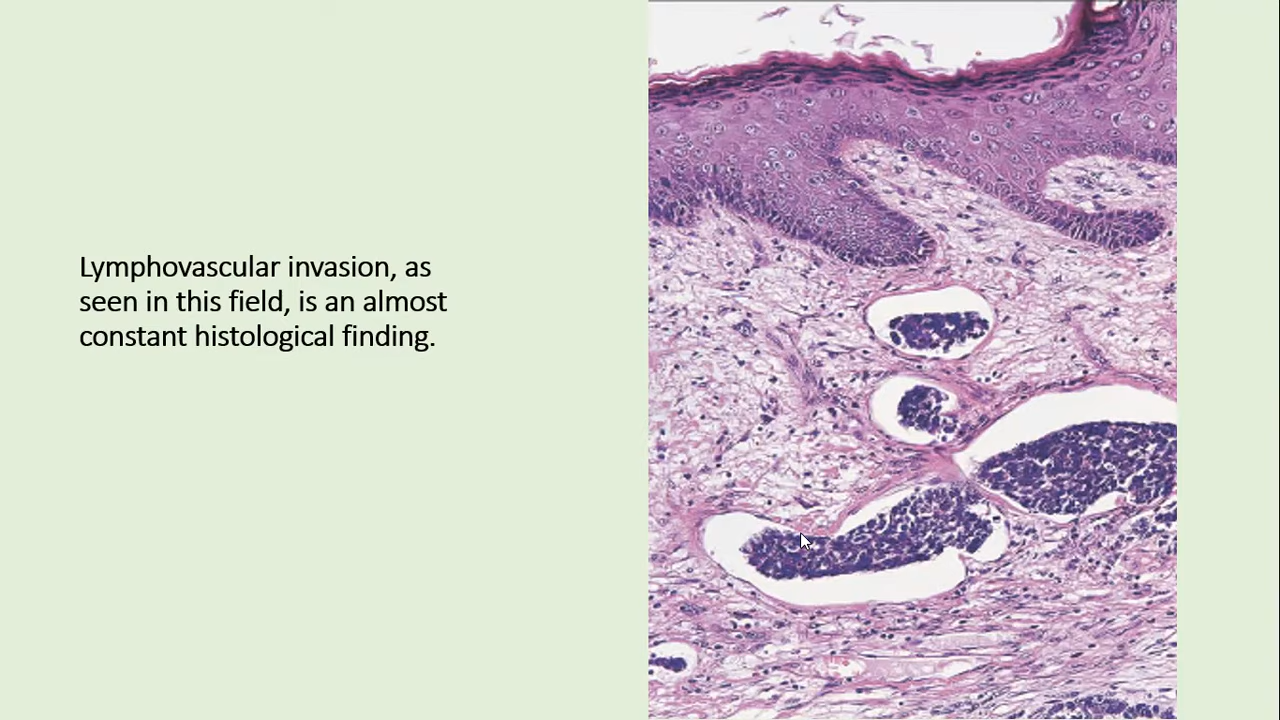 Lymphovascular invasion, as
seen in this field, is an almost
constant histological finding.